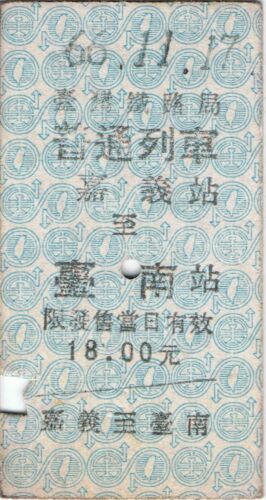 66.11.17
臺灣鐵路局
普通列車
嘉義站
至
臺南站
限發售當日有效
18.00元
嘉義至臺南